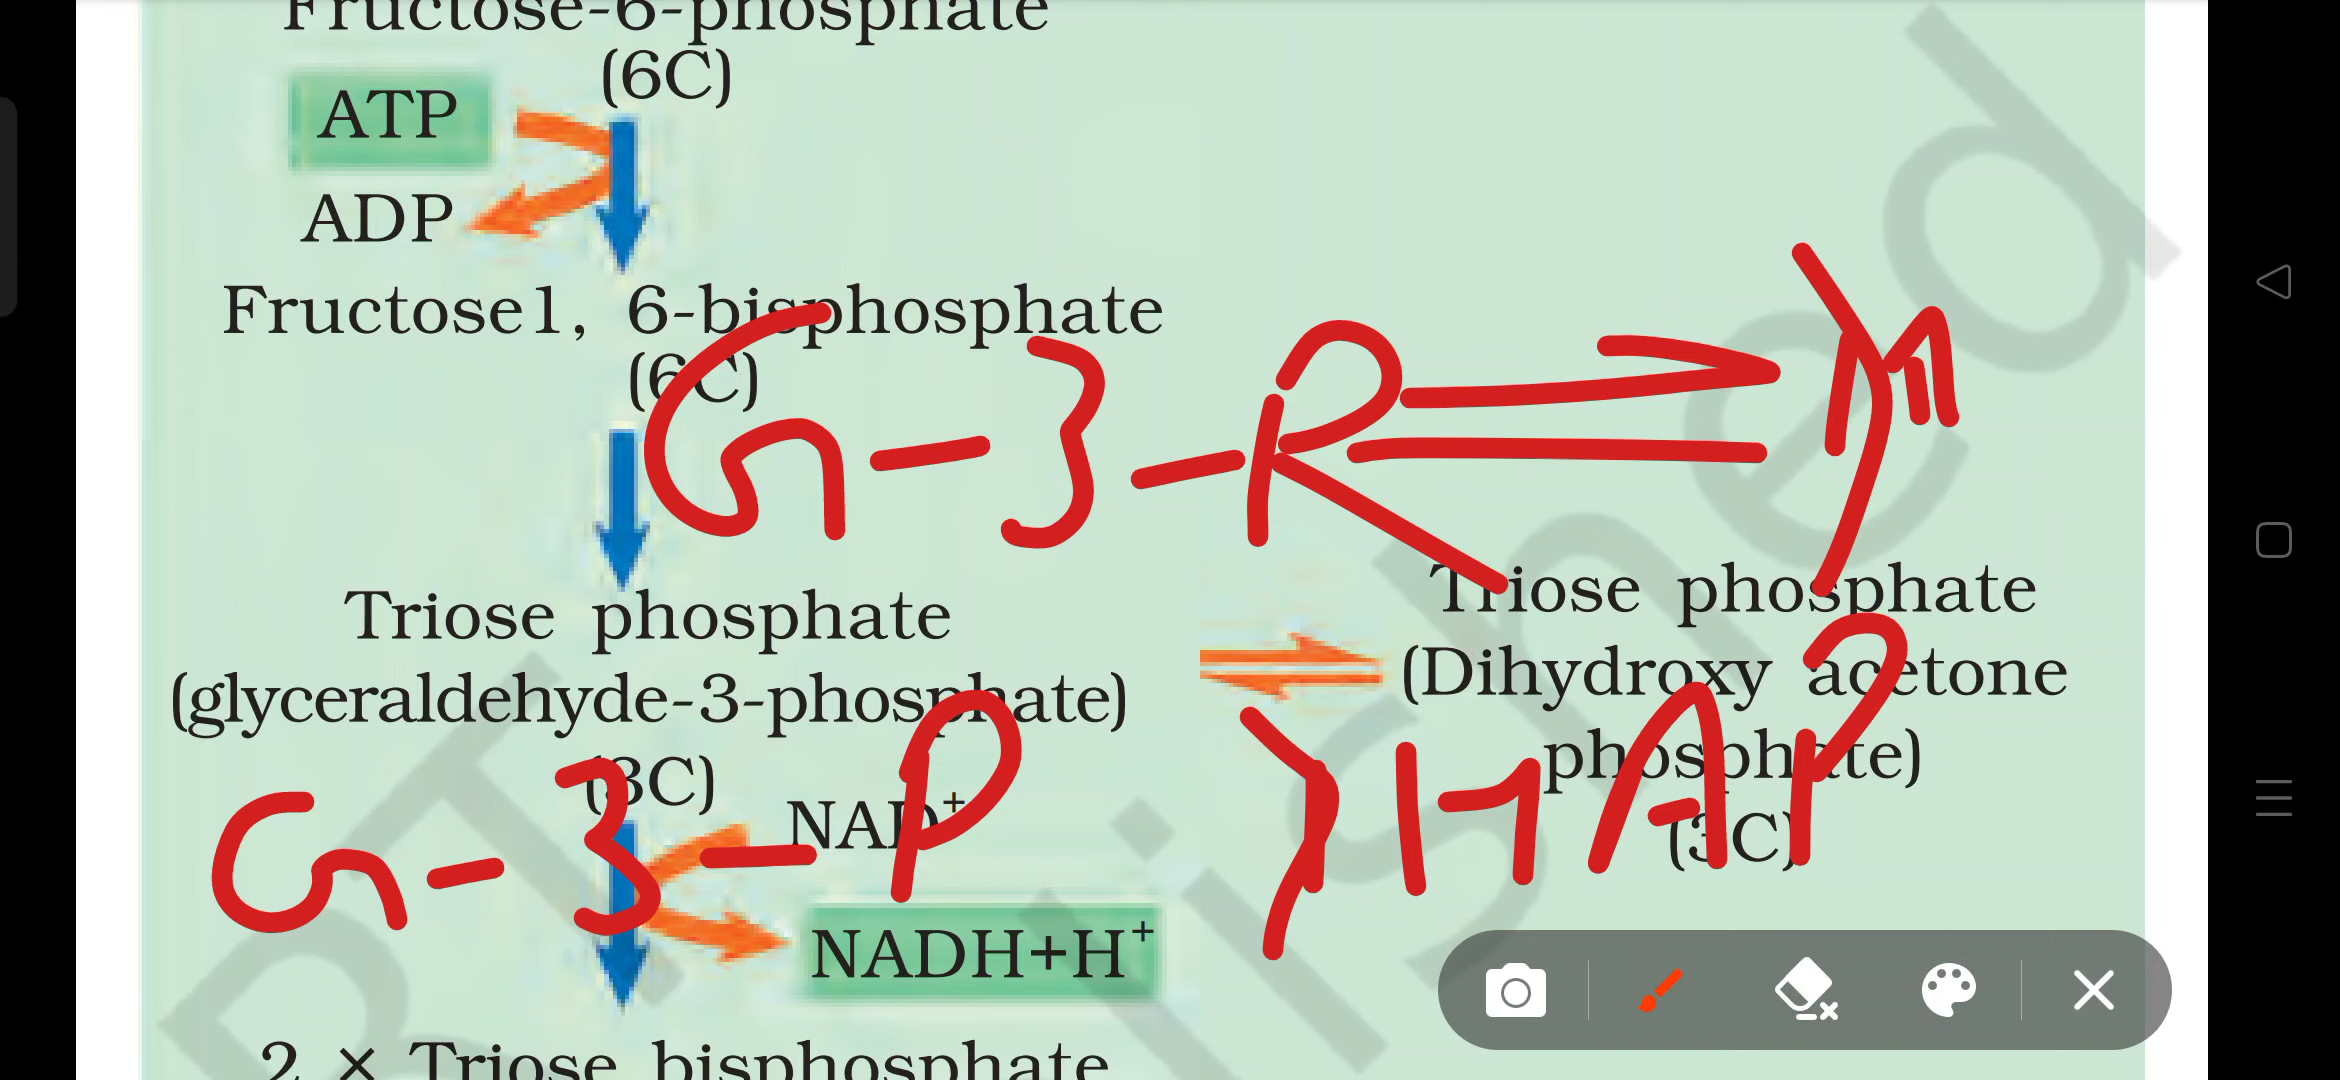 Fructose-6-phosphate
(6C)
ATP
ADP
Fructose1, 6-bisphosphate
(6C)
G-3-P
Triose phosphate
(glyceraldehyde-3-phosphate)
(3C)
Triose phosphate
(Dihydroxy acetone
phosphate)
(3C)
G-3-P
DHAP
NAD+
NADH+H+
2 × Triose bisphosphate